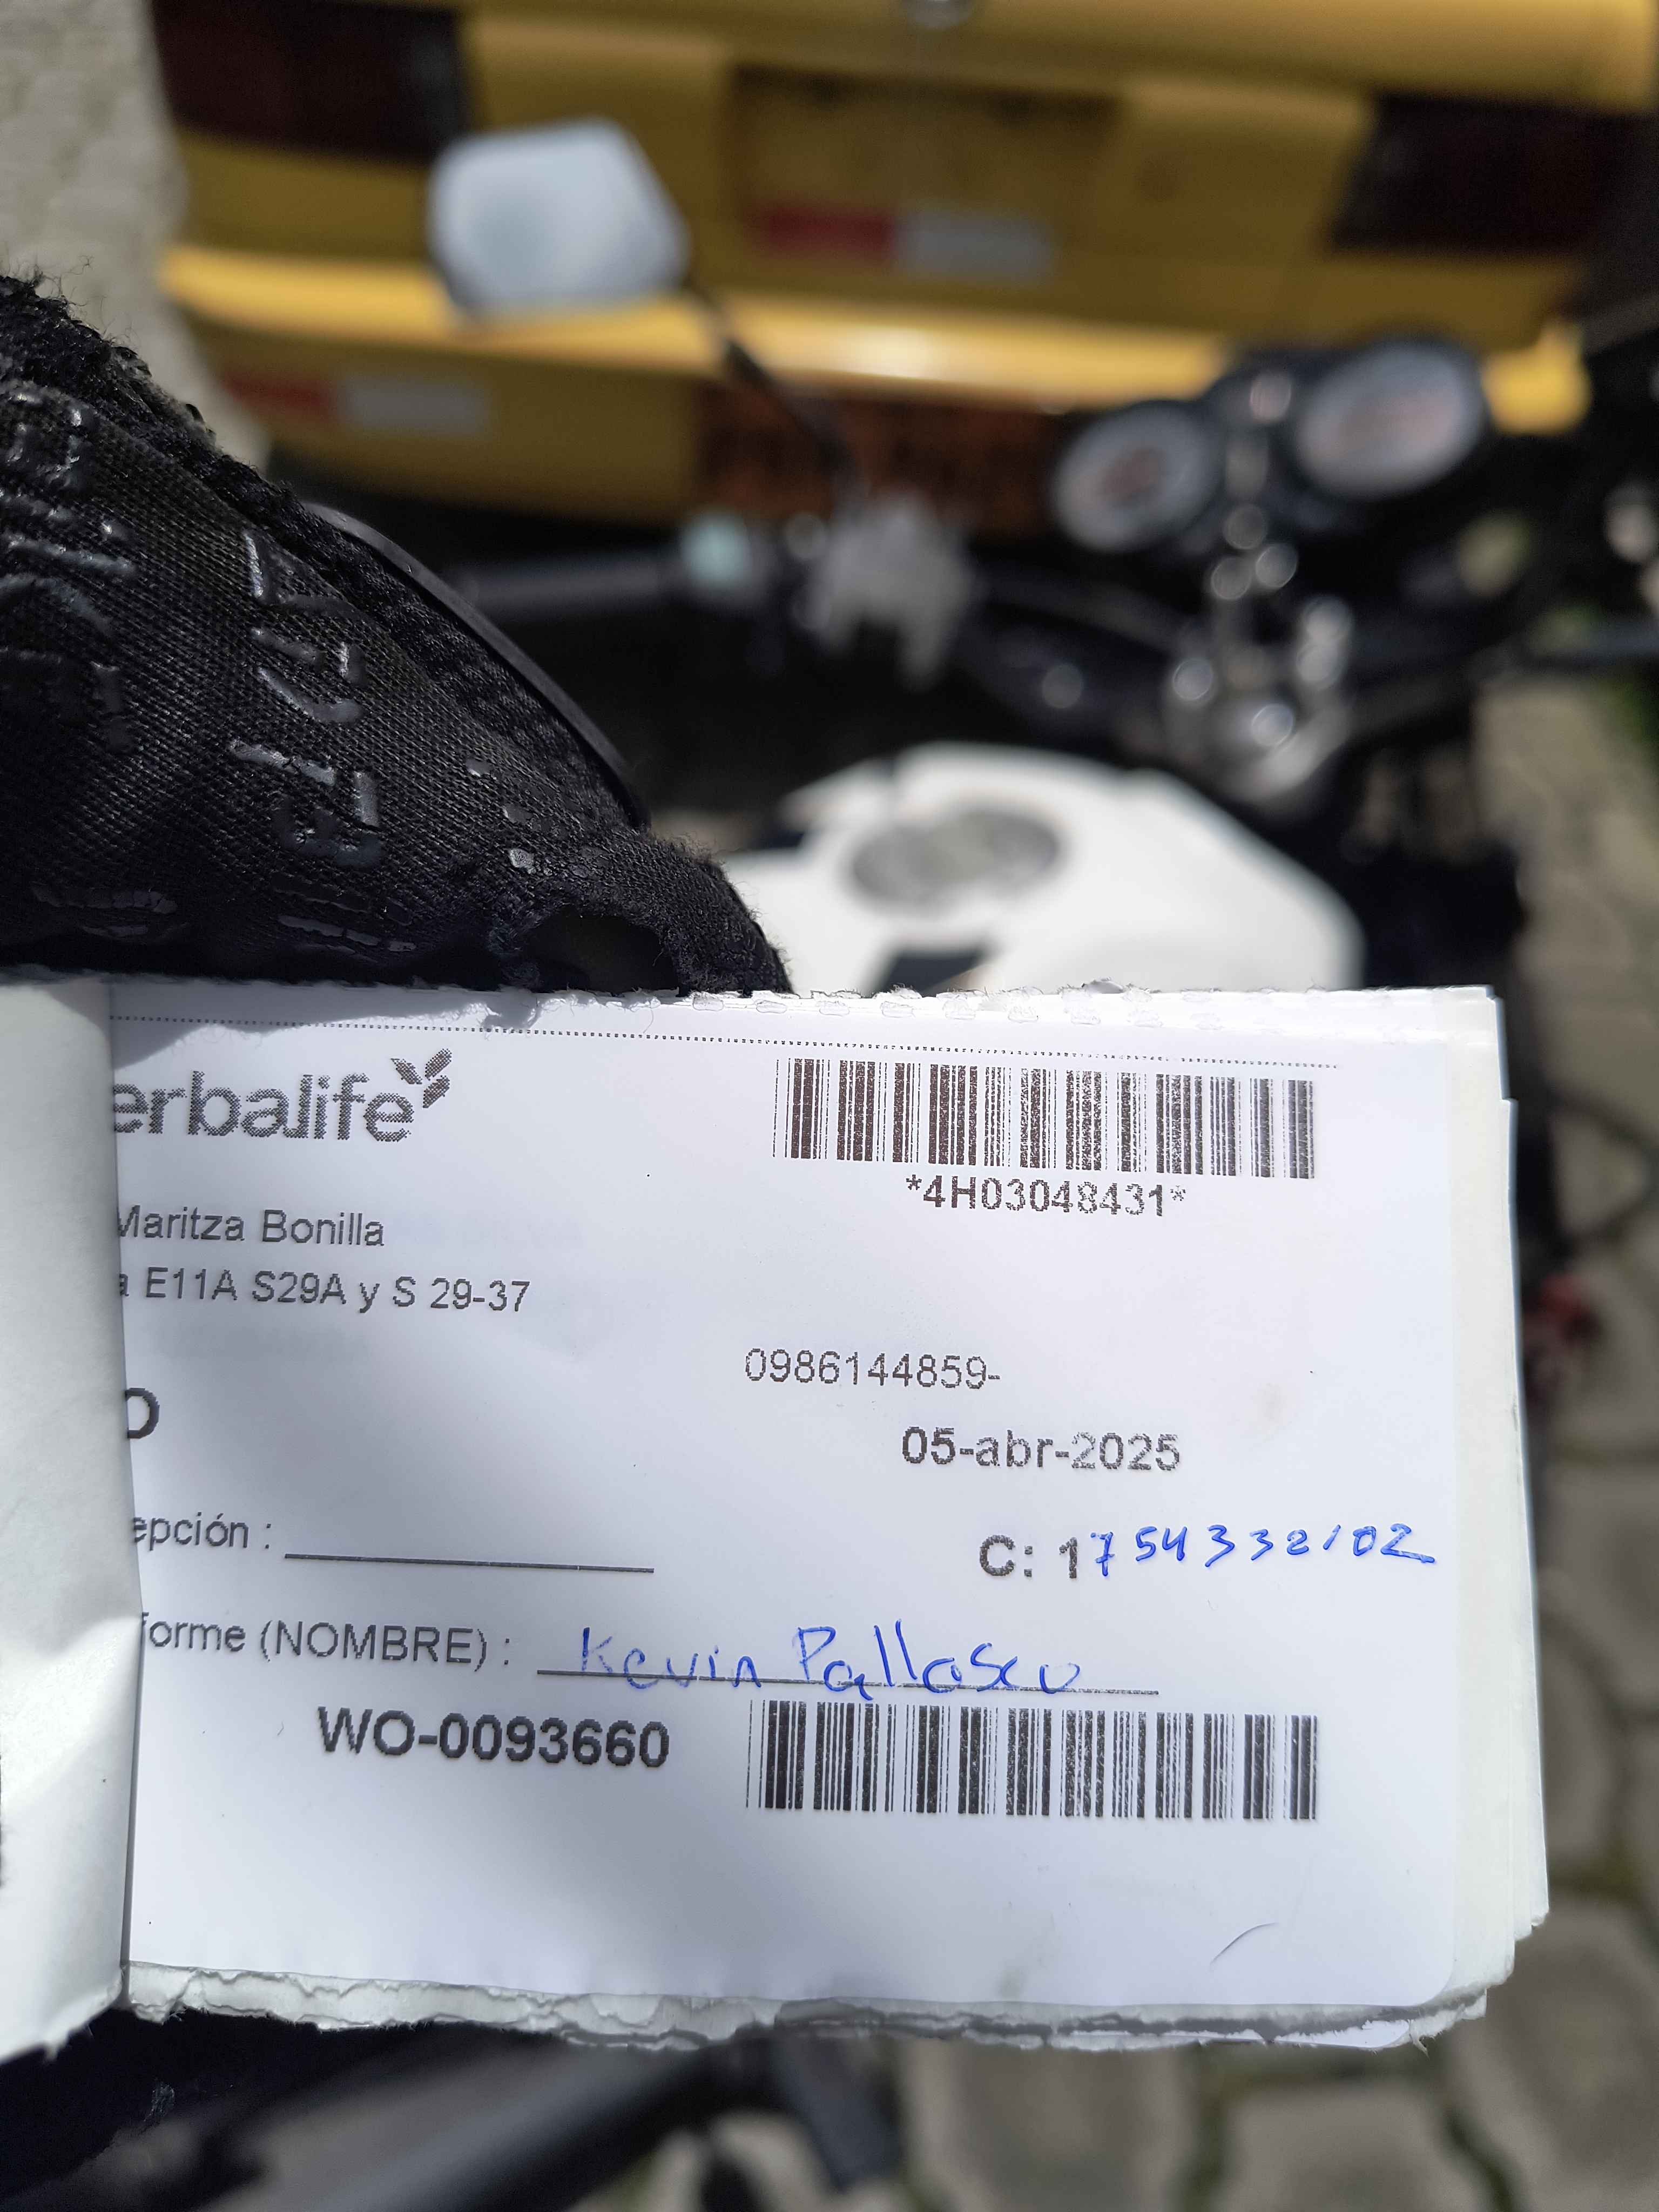 erbalife
*4H03048431*
Maritza Bonilla
a E11A S29A y S 29-37
0986144859-
O
05-abr-2025
epción :
C: 1754332102
forme (NOMBRE) : Kevin Pallasco
WO-0093660